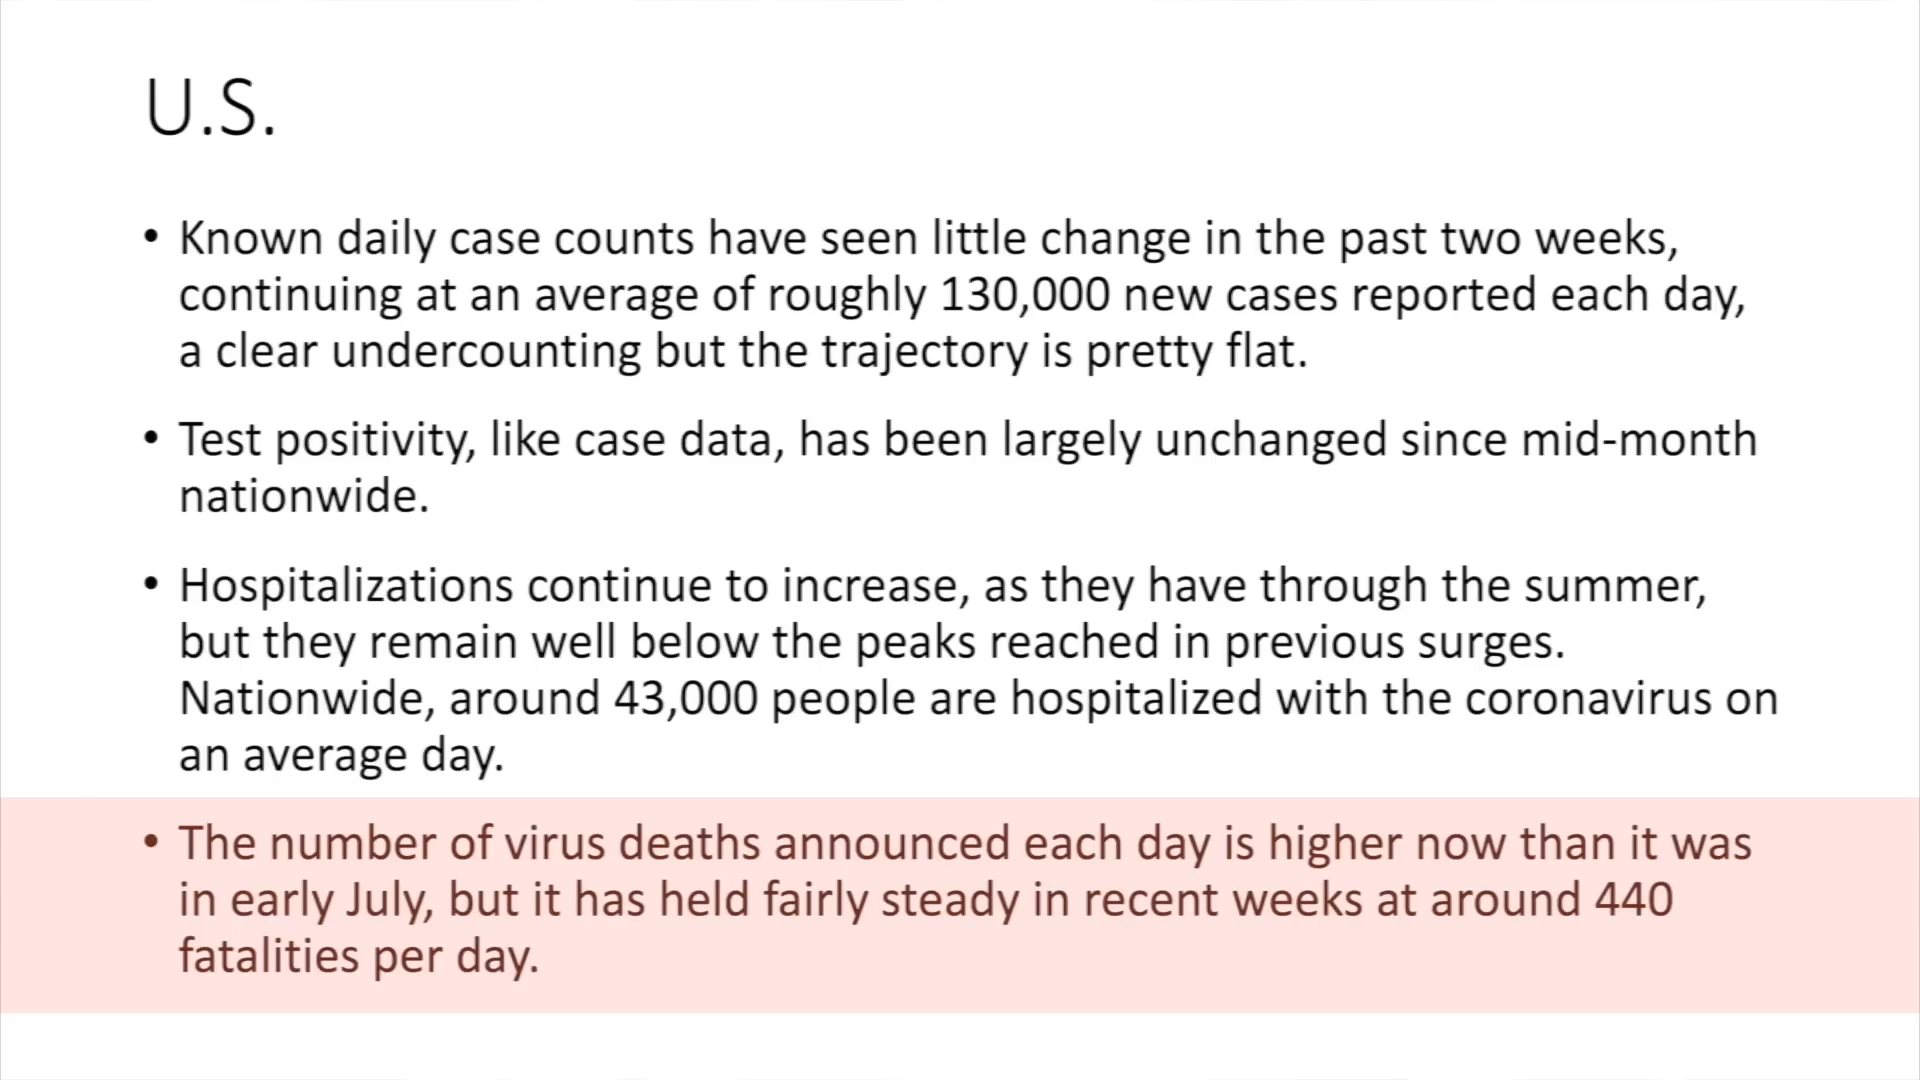 U.S.
• Known daily case counts have seen little change in the past two weeks,
continuing at an average of roughly 130,000 new cases reported each day,
a clear undercounting but the trajectory is pretty flat.
• Test positivity, like case data, has been largely unchanged since mid-month
nationwide.
• Hospitalizations continue to increase, as they have through the summer,
but they remain well below the peaks reached in previous surges.
Nationwide, around 43,000 people are hospitalized with the coronavirus on
an average day.
• The number of virus deaths announced each day is higher now than it was
in early July, but it has held fairly steady in recent weeks at around 440
fatalities per day.